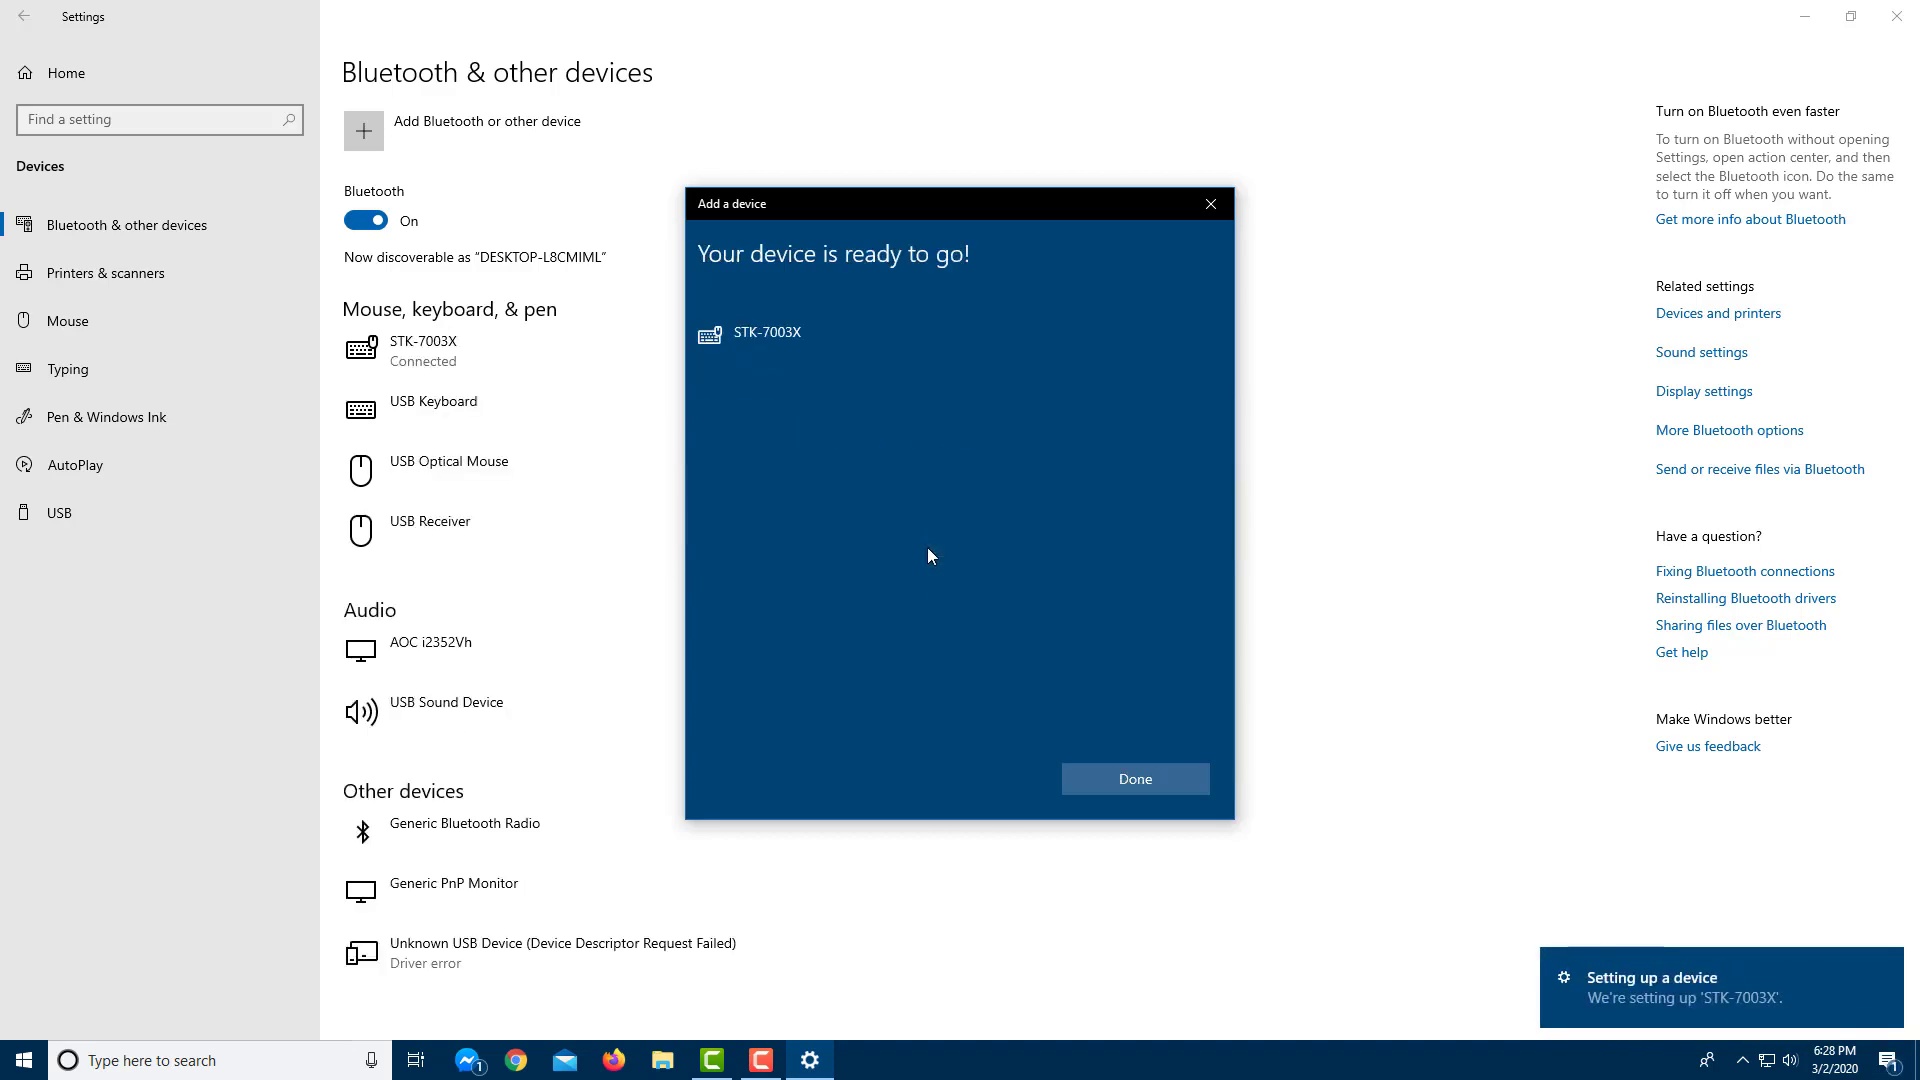 Settings
Home
Find a setting
Devices
Bluetooth & other devices
Printers & scanners
Mouse
Typing
Pen & Windows Ink
AutoPlay
USB
Bluetooth & other devices
Add Bluetooth or other device
Bluetooth
On
Now discoverable as “DESKTOP-L8CMIML”
Mouse, keyboard, & pen
STK-7003X
Connected
USB Keyboard
USB Optical Mouse
USB Receiver
Audio
AOC i2352Vh
USB Sound Device
Other devices
Generic Bluetooth Radio
Generic PnP Monitor
Unknown USB Device (Device Descriptor Request Failed)
Driver error
Add a device
Your device is ready to go!
STK-7003X
Done
Turn on Bluetooth even faster
To turn on Bluetooth without opening
Settings, open action center, and then
select the Bluetooth icon. Do the same
to turn it off when you want.
Get more info about Bluetooth
Related settings
Devices and printers
Sound settings
Display settings
More Bluetooth options
Send or receive files via Bluetooth
Have a question?
Fixing Bluetooth connections
Reinstalling Bluetooth drivers
Sharing files over Bluetooth
Get help
Make Windows better
Give us feedback
Setting up a device
We're setting up 'STK-7003X'.
Type here to search
1
6:28 PM
3/2/2020
1